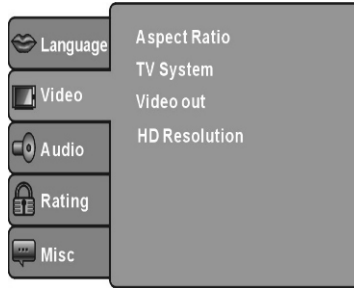 Language
Video
Audio
Rating
Misc
Aspect Ratio
TV System
Video out
HD Resolution